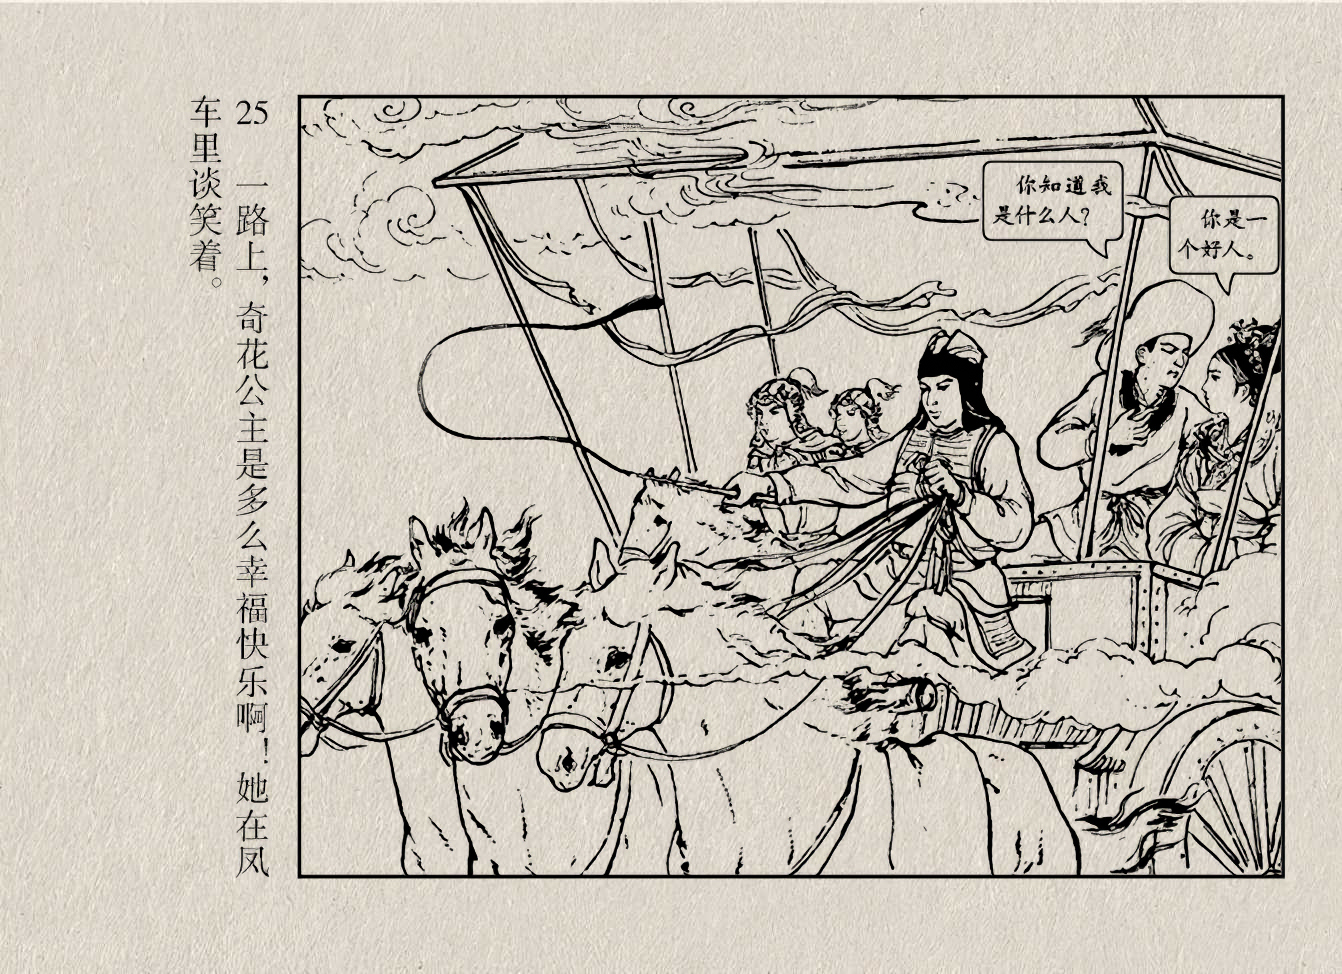 25 一路上，奇花公主是多么幸福快乐啊！她在凤
车里谈笑着。
你知道我
是什么人？
你是一
个好人。